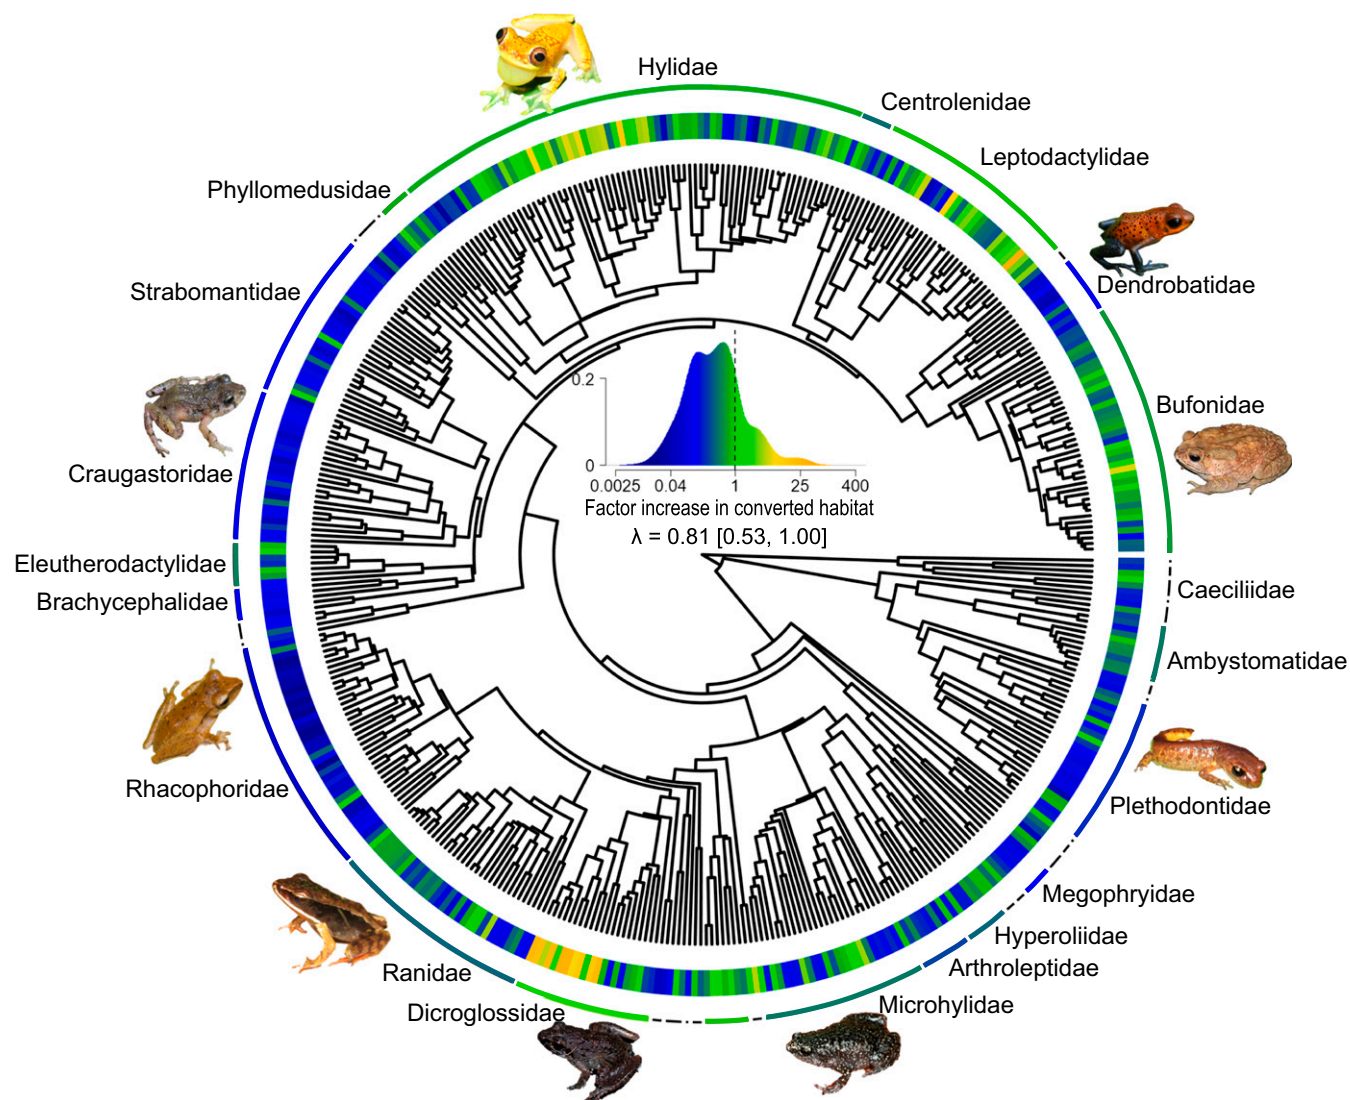 Hylidae
Centrolenidae
Leptodactylidae
Phyllomedusidae
Dendrobatidae
Strabomantidae
0.2
0
0.0025 0.04 1 25 400
Factor increase in converted habitat
λ = 0.81 [0.53, 1.00]
Bufonidae
Craugastoridae
Eleutherodactylidae
Caeciliidae
Brachycephalidae
Ambystomatidae
Rhacophoridae
Plethodontidae
Megophryidae
Hyperoliidae
Arthroleptidae
Ranidae
Microhylidae
Dicroglossidae